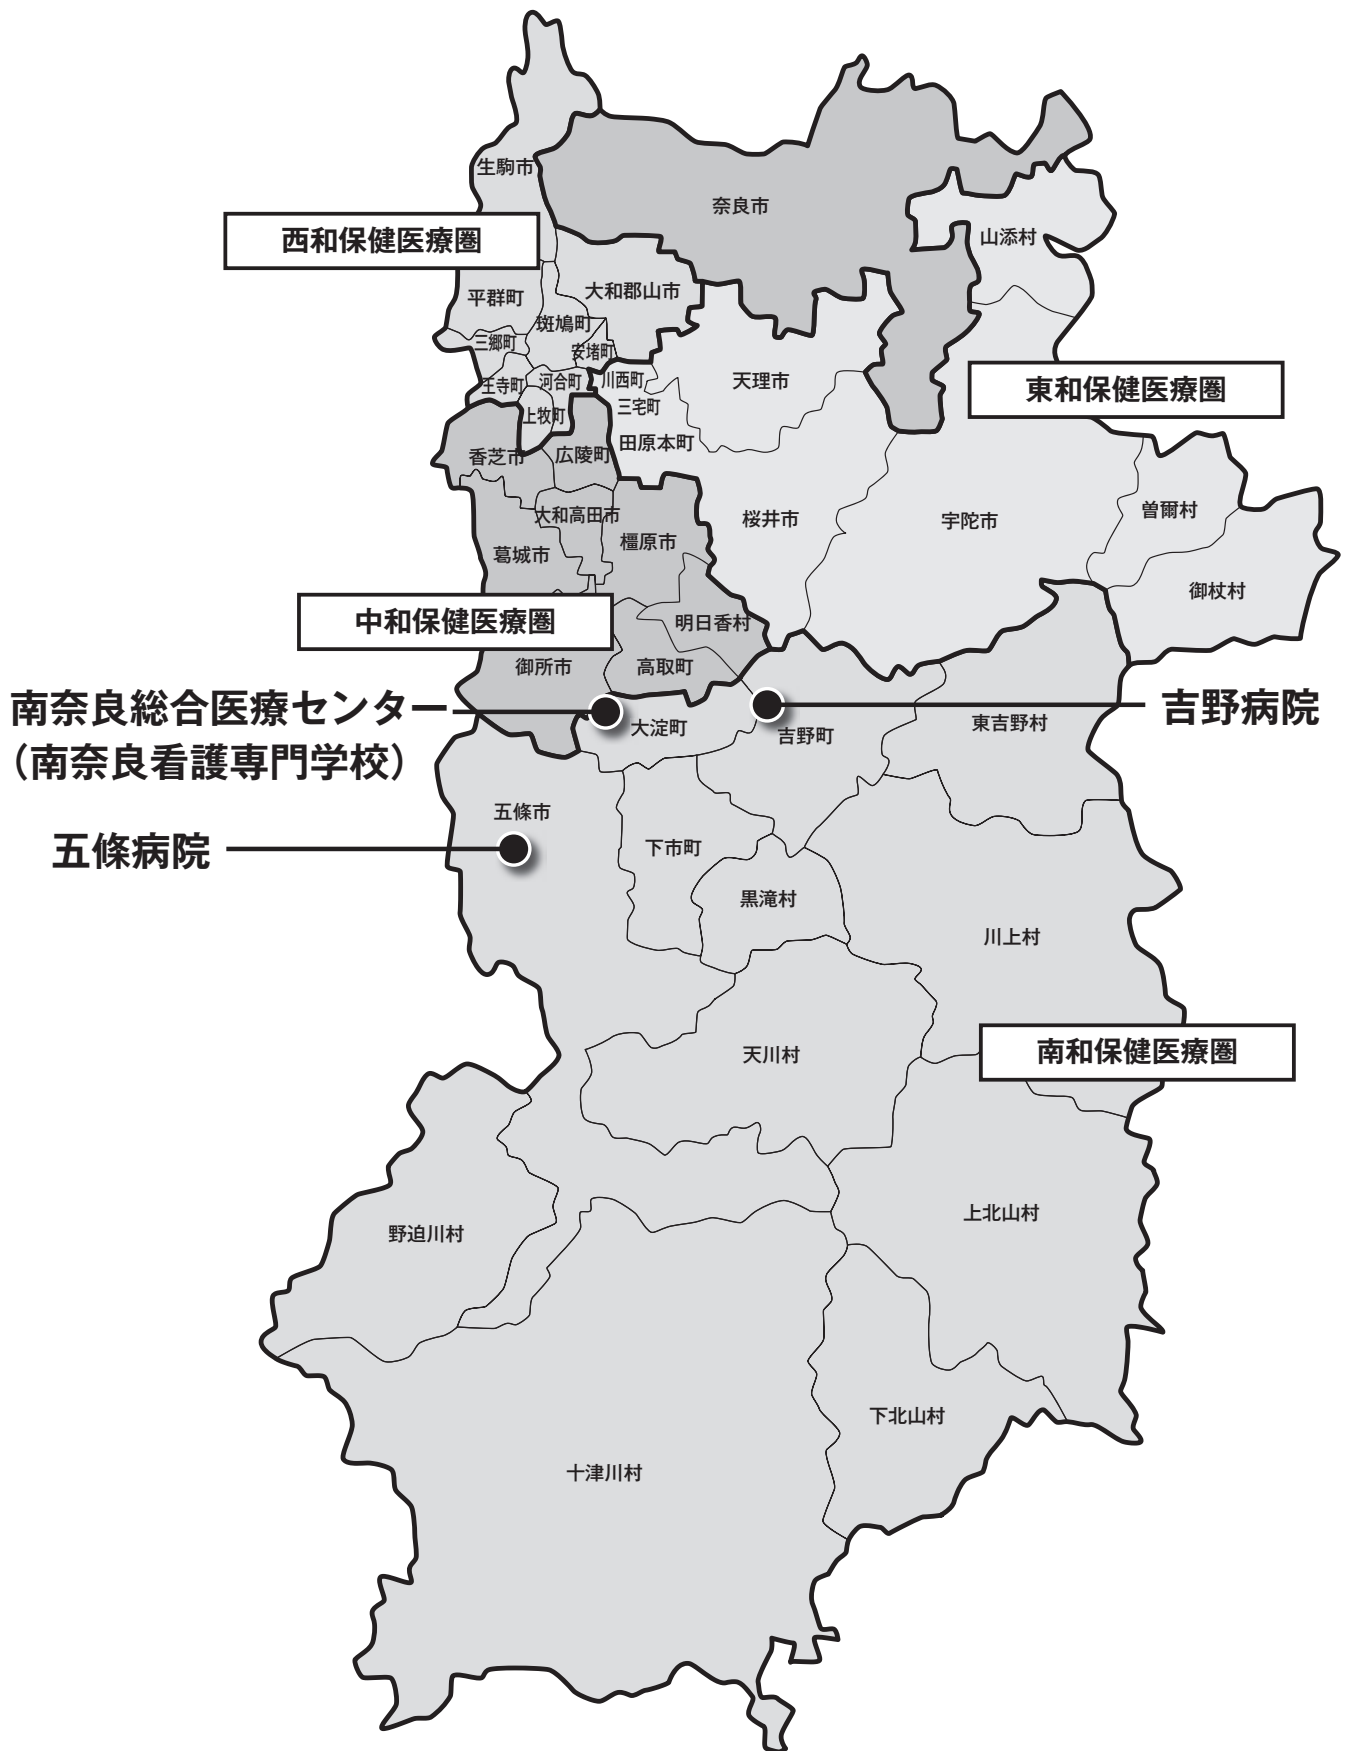 生駒市
奈良市
山添村
西和保健医療圏
平群町
大和郡山市
斑鳩町
三郷町
安堵町
王寺町
河合町
川西町
天理市
東和保健医療圏
上牧町
三宅町
田原本町
香芝市
広陵町
大和高田市
桜井市
宇陀市
曽爾村
葛城市
橿原市
御杖村
中和保健医療圏
明日香村
御所市
高取町
南奈良総合医療センター
（南奈良看護専門学校）
大淀町
吉野町
東吉野村
吉野病院
五條市
五條病院
下市町
黒滝村
川上村
天川村
南和保健医療圏
上北山村
野迫川村
下北山村
十津川村